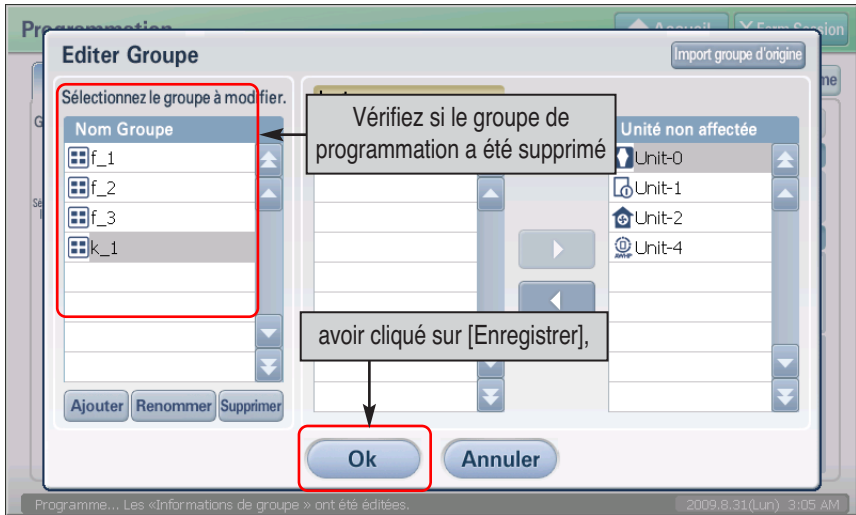 Programmation
Accueil
Ferm Session
Editer Groupe
Import groupe d'origine
Sélectionnez le groupe à modifier.
Nom Groupe
f_1
f_2
f_3
k_1
Ajouter
Renommer
Supprimer
Vérifiez si le groupe de
programmation a été supprimé
Unité non affectée
Unit-0
Unit-1
Unit-2
Unit-4
avoir cliqué sur [Enregistrer],
Ok
Annuler
Programme... Les «Informations de groupe » ont été éditées.
2009.8.31(Lun) 3:05 AM